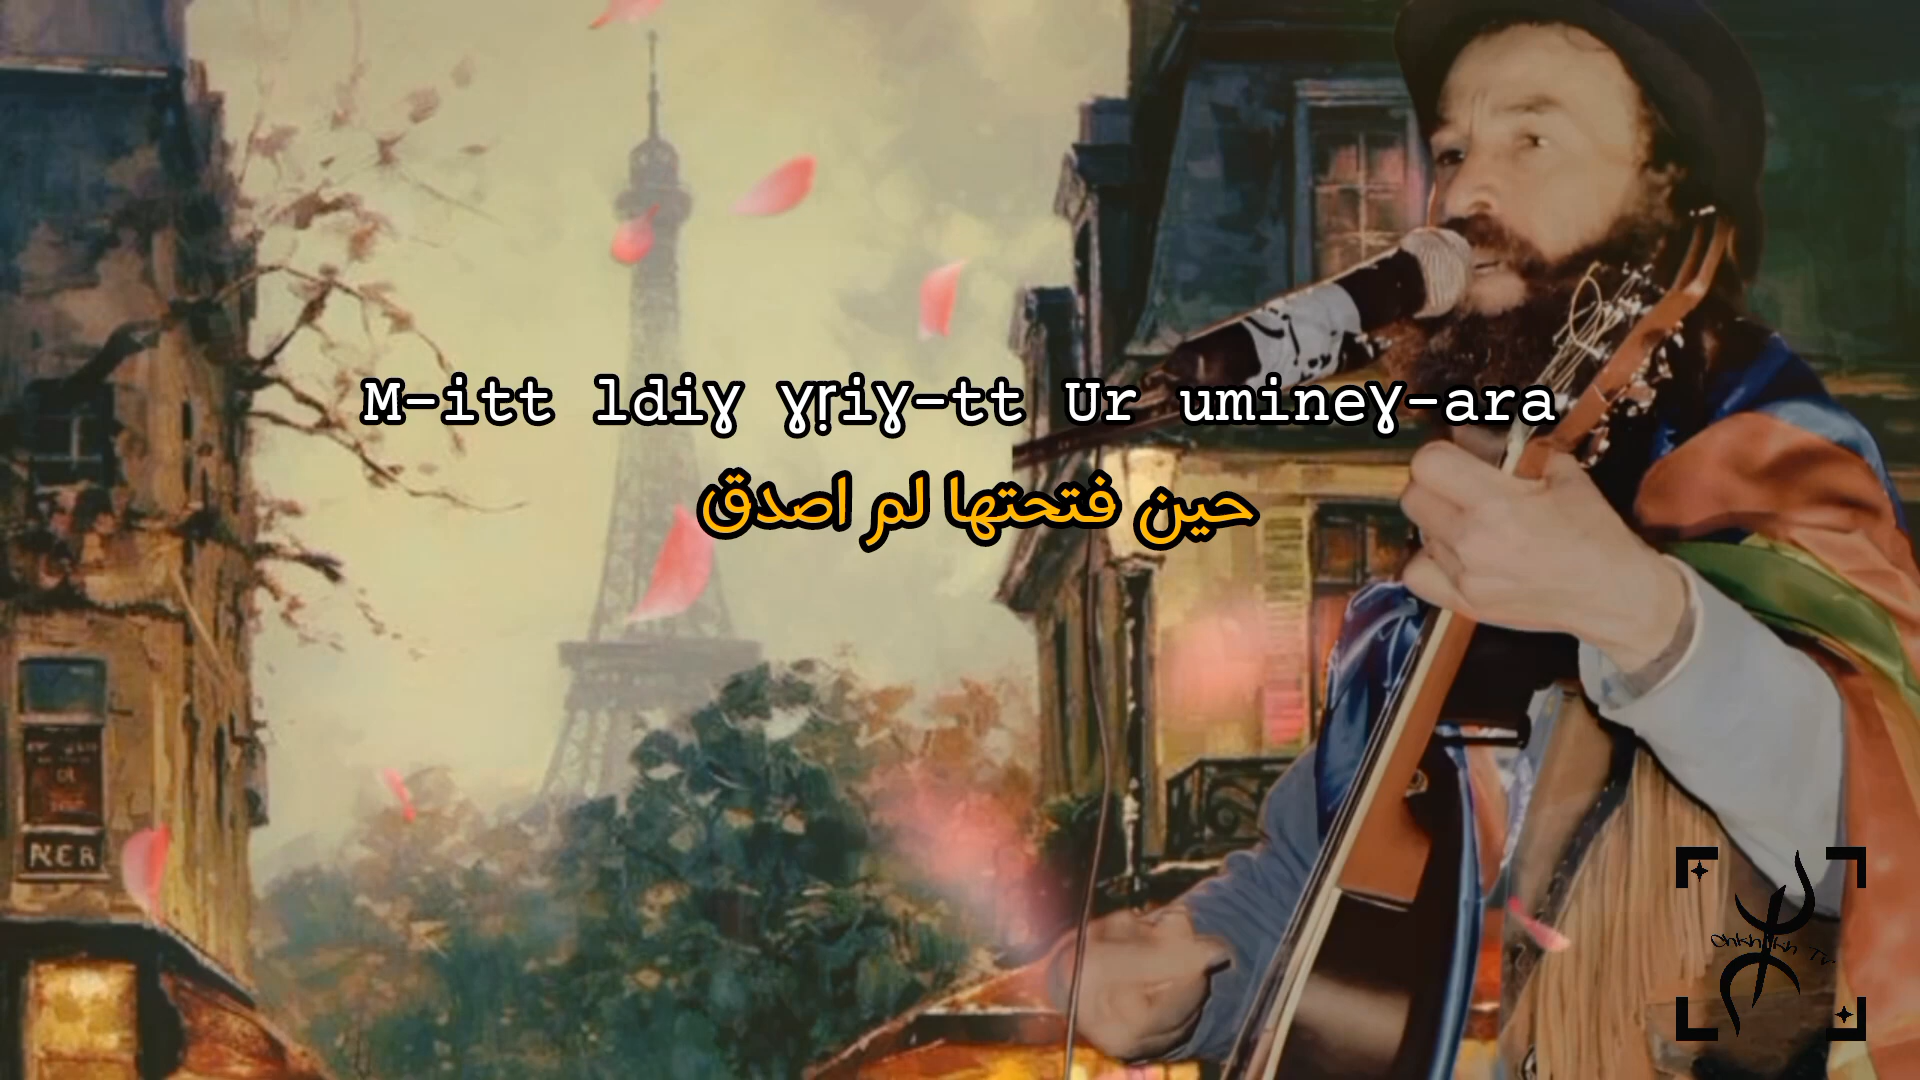 M-itt ldiɣ ɣṛiɣ-tt Ur umineɣ-ara
حين فتحتها لم اصدق